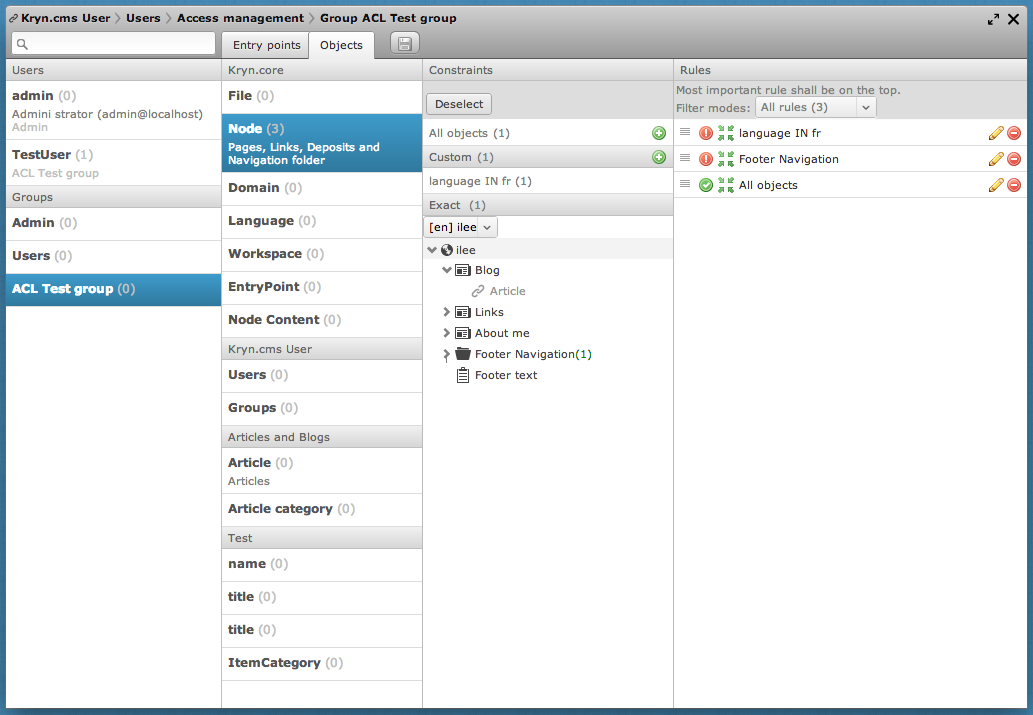 Kryn.cms User Users Access management Group ACL Test group
Entry points Objects
Users
admin (0)
Admini strator (admin@localhost)
Admin
TestUser (1)
ACL Test group
Groups
Admin (0)
Users (0)
ACL Test group (0)
Kryn.core
File (0)
Node (3)
Pages, Links, Deposits and
Navigation folder
Domain (0)
Language (0)
Workspace (0)
EntryPoint (0)
Node Content (0)
Kryn.cms User
Users (0)
Groups (0)
Articles and Blogs
Article (0)
Articles
Article category (0)
Test
name (0)
title (0)
title (0)
ItemCategory (0)
Constraints
Deselect
All objects (1)
Custom (1)
language IN fr (1)
Exact (1)
[en] ilee
ilee
Blog
Article
Links
About me
Footer Navigation(1)
Footer text
Rules
Most important rule shall be on the top.
Filter modes: All rules (3)
language IN fr
Footer Navigation
All objects